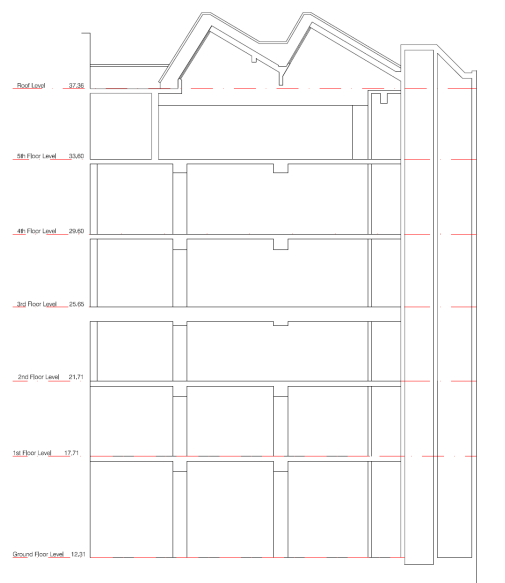 Roof Level 37,36
5th Floor Level 33,60
4th Floor Level 29,60
3rd Floor Level 25,65
2nd Floor Level 21,71
1st Floor Level 17,71
Ground Floor Level 12,31